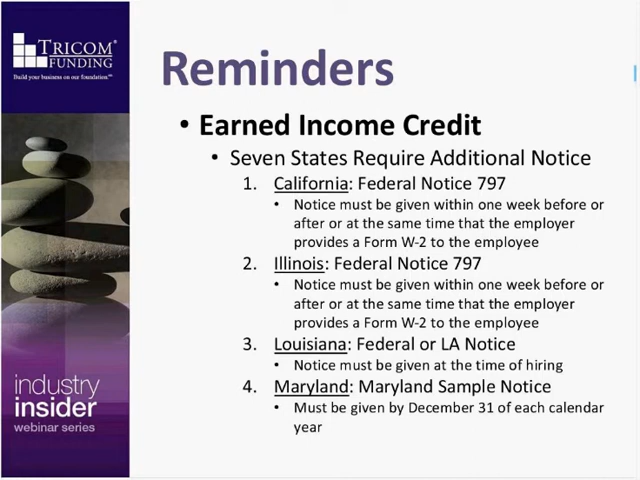 TRICOM®
FUNDING
Build your business on our foundation.℠
Reminders
• Earned Income Credit
• Seven States Require Additional Notice
1. California: Federal Notice 797
• Notice must be given within one week before or
after or at the same time that the employer
provides a Form W-2 to the employee
2. Illinois: Federal Notice 797
• Notice must be given within one week before or
after or at the same time that the employer
provides a Form W-2 to the employee
3. Louisiana: Federal or LA Notice
• Notice must be given at the time of hiring
4. Maryland: Maryland Sample Notice
• Must be given by December 31 of each calendar
year
industry
insider
webinar series